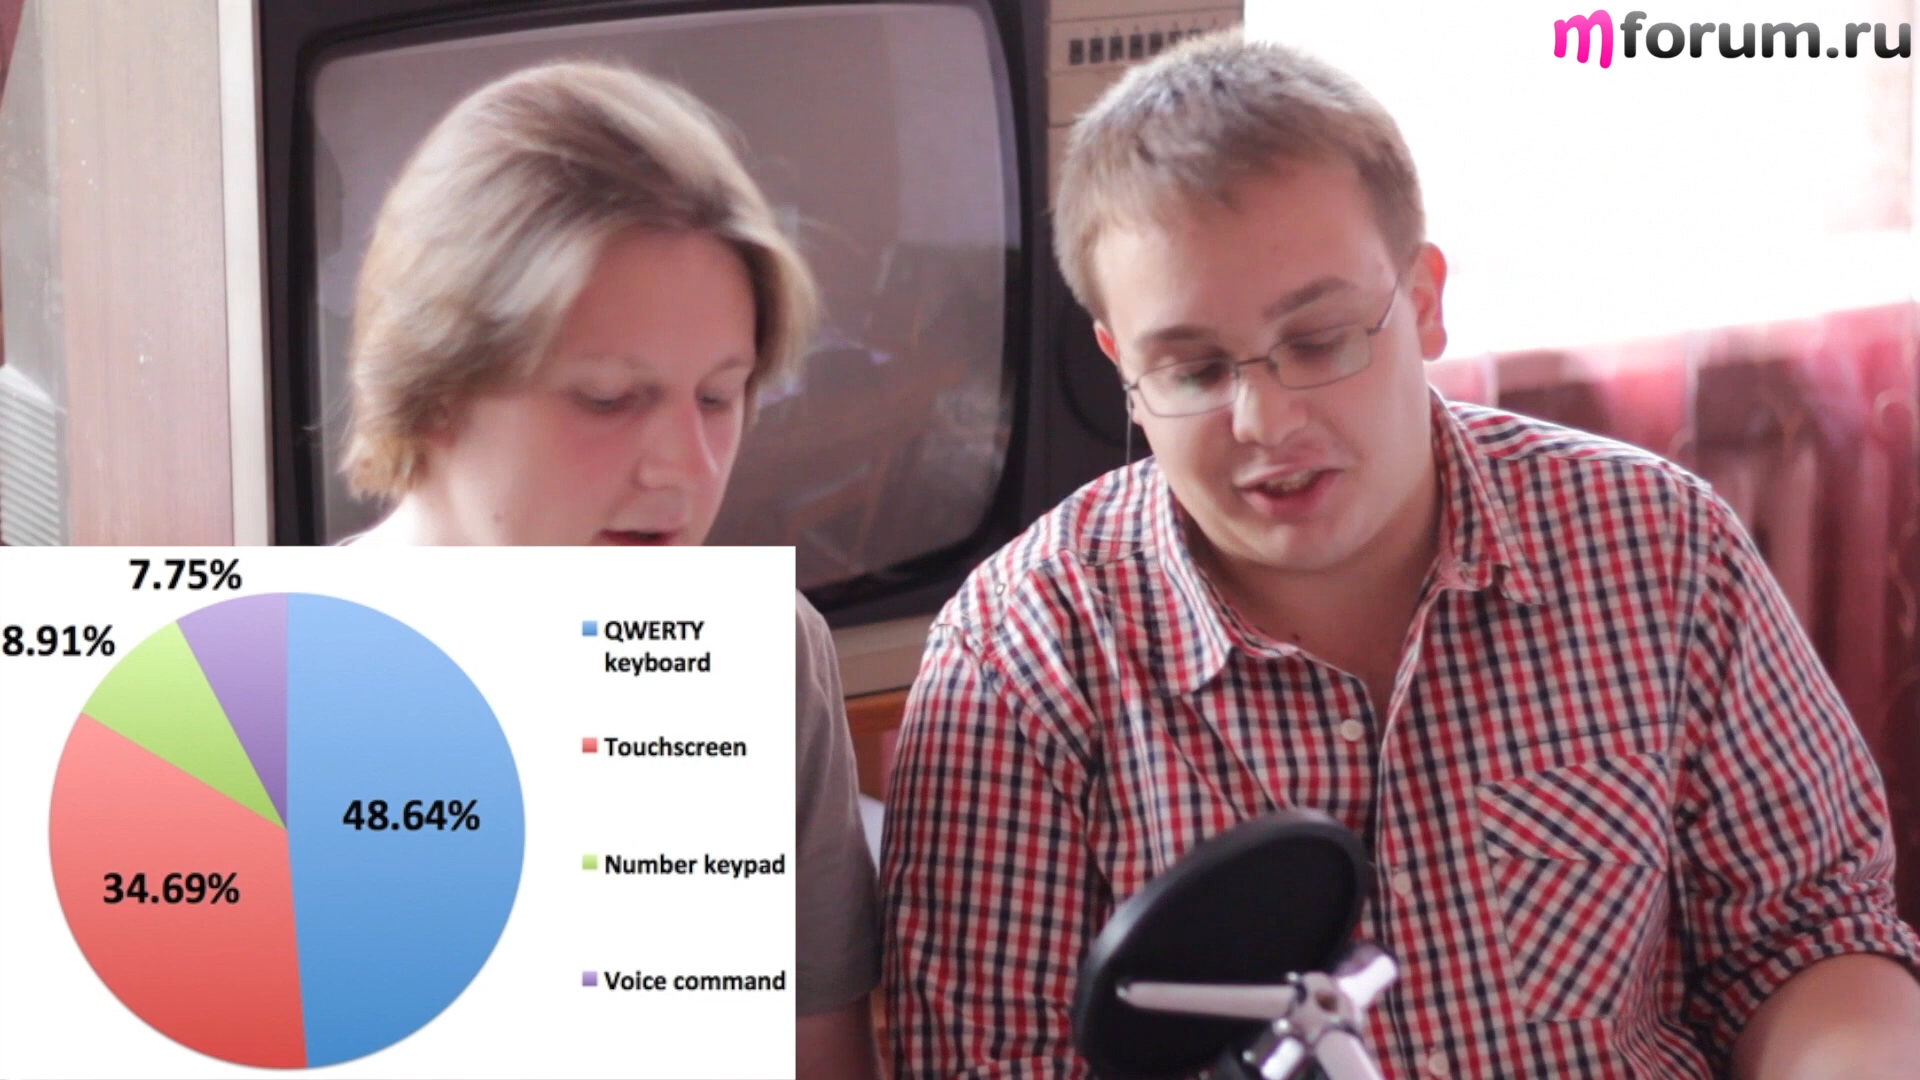 mforum.ru
7.75%
8.91%
48.64%
34.69%
QWERTY
keyboard
Touchscreen
Number keypad
Voice command